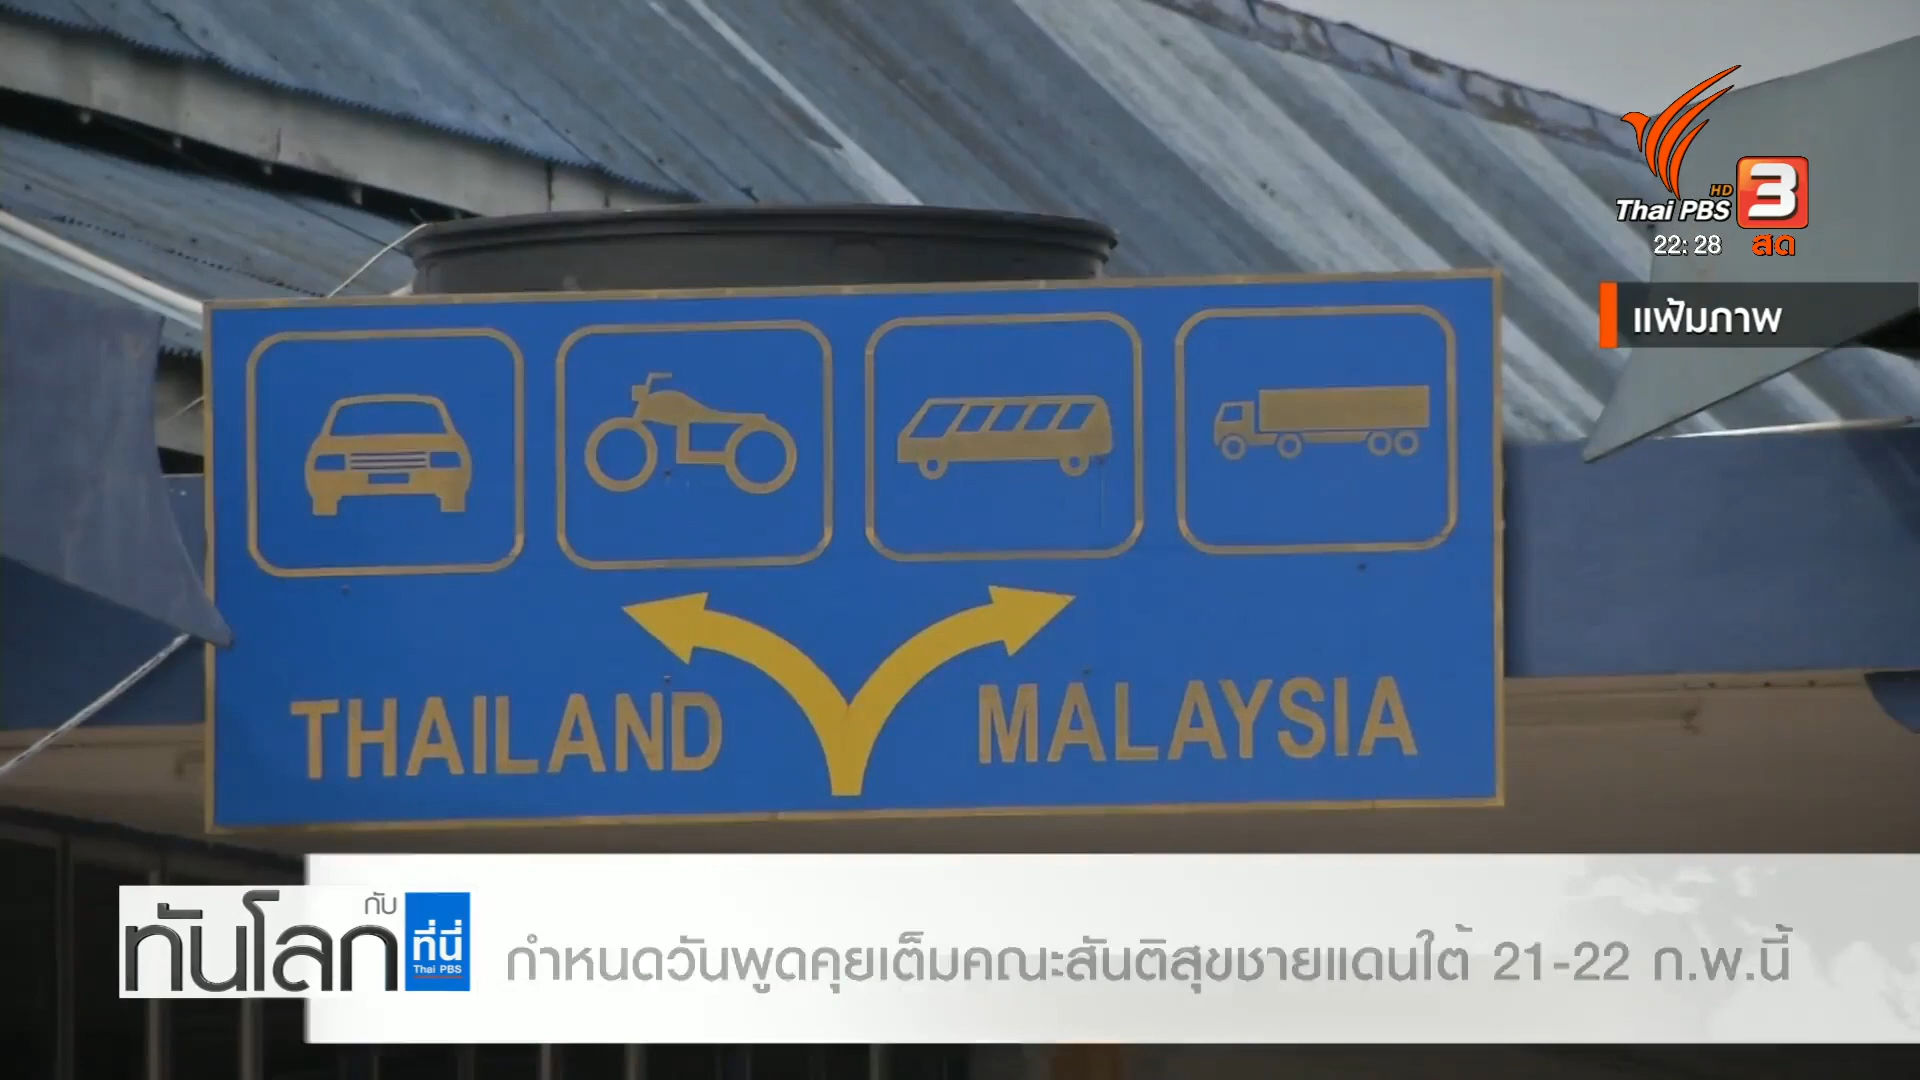 HD
Thai PBS 3
22:28 สด
แฟ้มภาพ
THAILAND MALAYSIA
ทันโลก กับ ที่นี่ Thai PBS
กำหนดวันพูดคุยเต็มคณะสันติสุขชายแดนใต้ 21-22 ก.พ.นี้